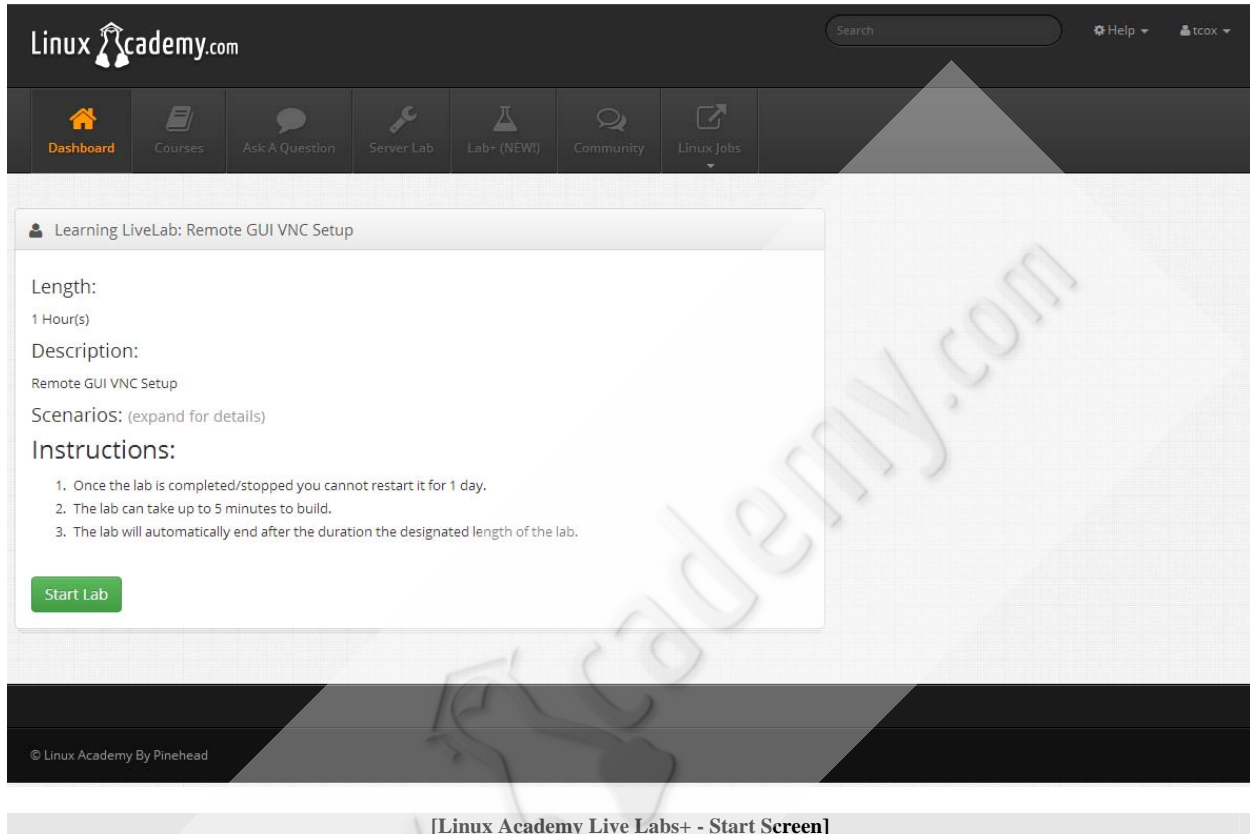 Linux Academy.com
Search
Help
tcox
Dashboard
Courses
Ask A Question
Server Lab
Lab+ (NEW!)
Community
Linux Jobs
Learning LiveLab: Remote GUI VNC Setup
Length:
1 Hour(s)
Description:
Remote GUI VNC Setup
Scenarios: (expand for details)
Instructions:
1. Once the lab is completed/stopped you cannot restart it for 1 day.
2. The lab can take up to 5 minutes to build.
3. The lab will automatically end after the duration the designated length of the lab.
Start Lab
cademy.com
© Linux Academy By Pinehead
[Linux Academy Live Labs+ - Start Screen]